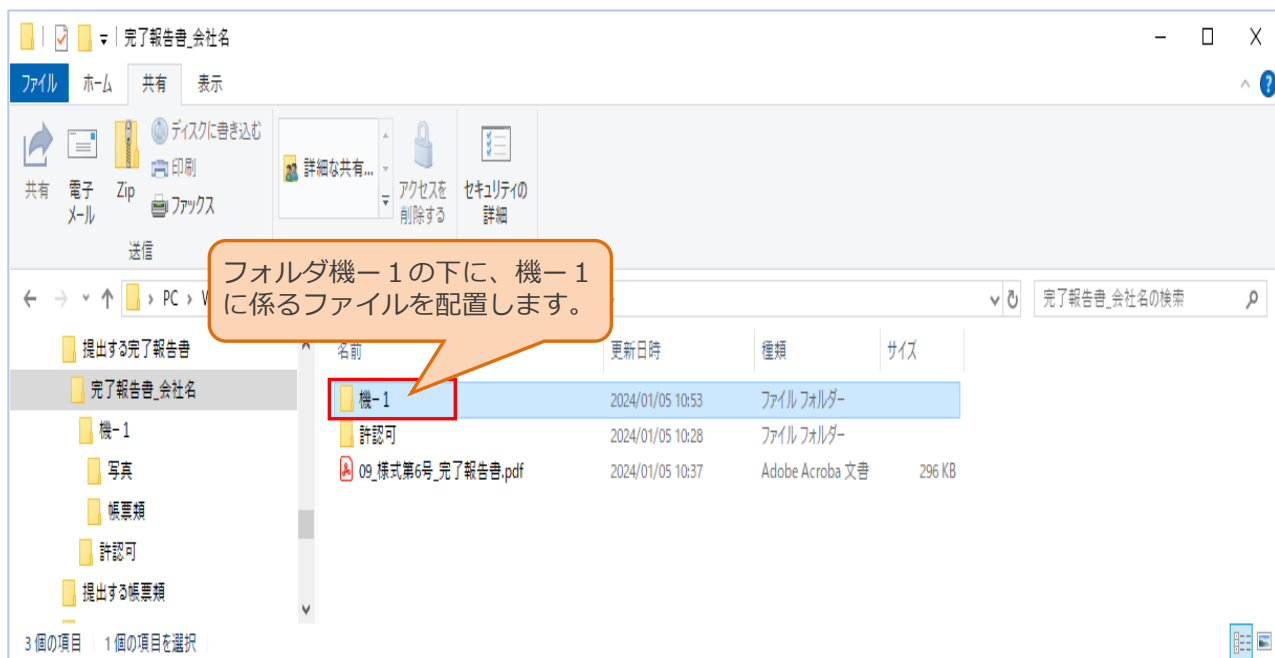 完了報告書_会社名
ファイル ホーム 共有 表示
共有
電子
メール
Zip
ディスクに書き込む
印刷
ファックス
送信
詳細な共有...
アクセスを
削除する
セキュリティの
詳細
フォルダ機ー１の下に、機ー１
に係るファイルを配置します。
PC
完了報告書_会社名の検索
提出する完了報告書
完了報告書_会社名
機-1
写真
帳票類
許認可
提出する帳票類
名前 更新日時 種類 サイズ
機-1 2024/01/05 10:53 ファイル フォルダー
許認可 2024/01/05 10:28 ファイル フォルダー
09_様式第6号_完了報告書.pdf 2024/01/05 10:37 Adobe Acroba 文書 296 KB
3 個の項目 1 個の項目を選択